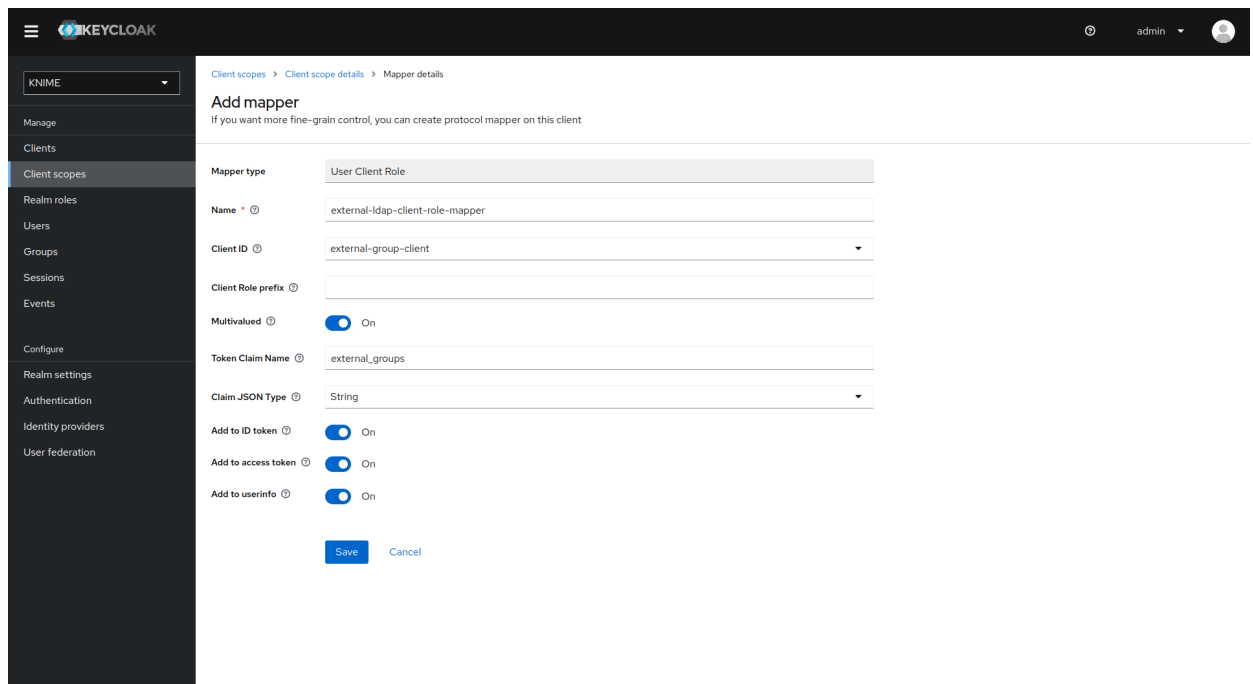 KEYCLOAK
admin
KNIME
Manage
Clients
Client scopes
Realm roles
Users
Groups
Sessions
Events
Configure
Realm settings
Authentication
Identity providers
User federation
Client scopes > Client scope details > Mapper details
Add mapper
If you want more fine-grain control, you can create protocol mapper on this client
Mapper type User Client Role
Name * external-ldap-client-role-mapper
Client ID external-group-client
Client Role prefix
Multivalued On
Token Claim Name external_groups
Claim JSON Type String
Add to ID token On
Add to access token On
Add to userinfo On
Save Cancel